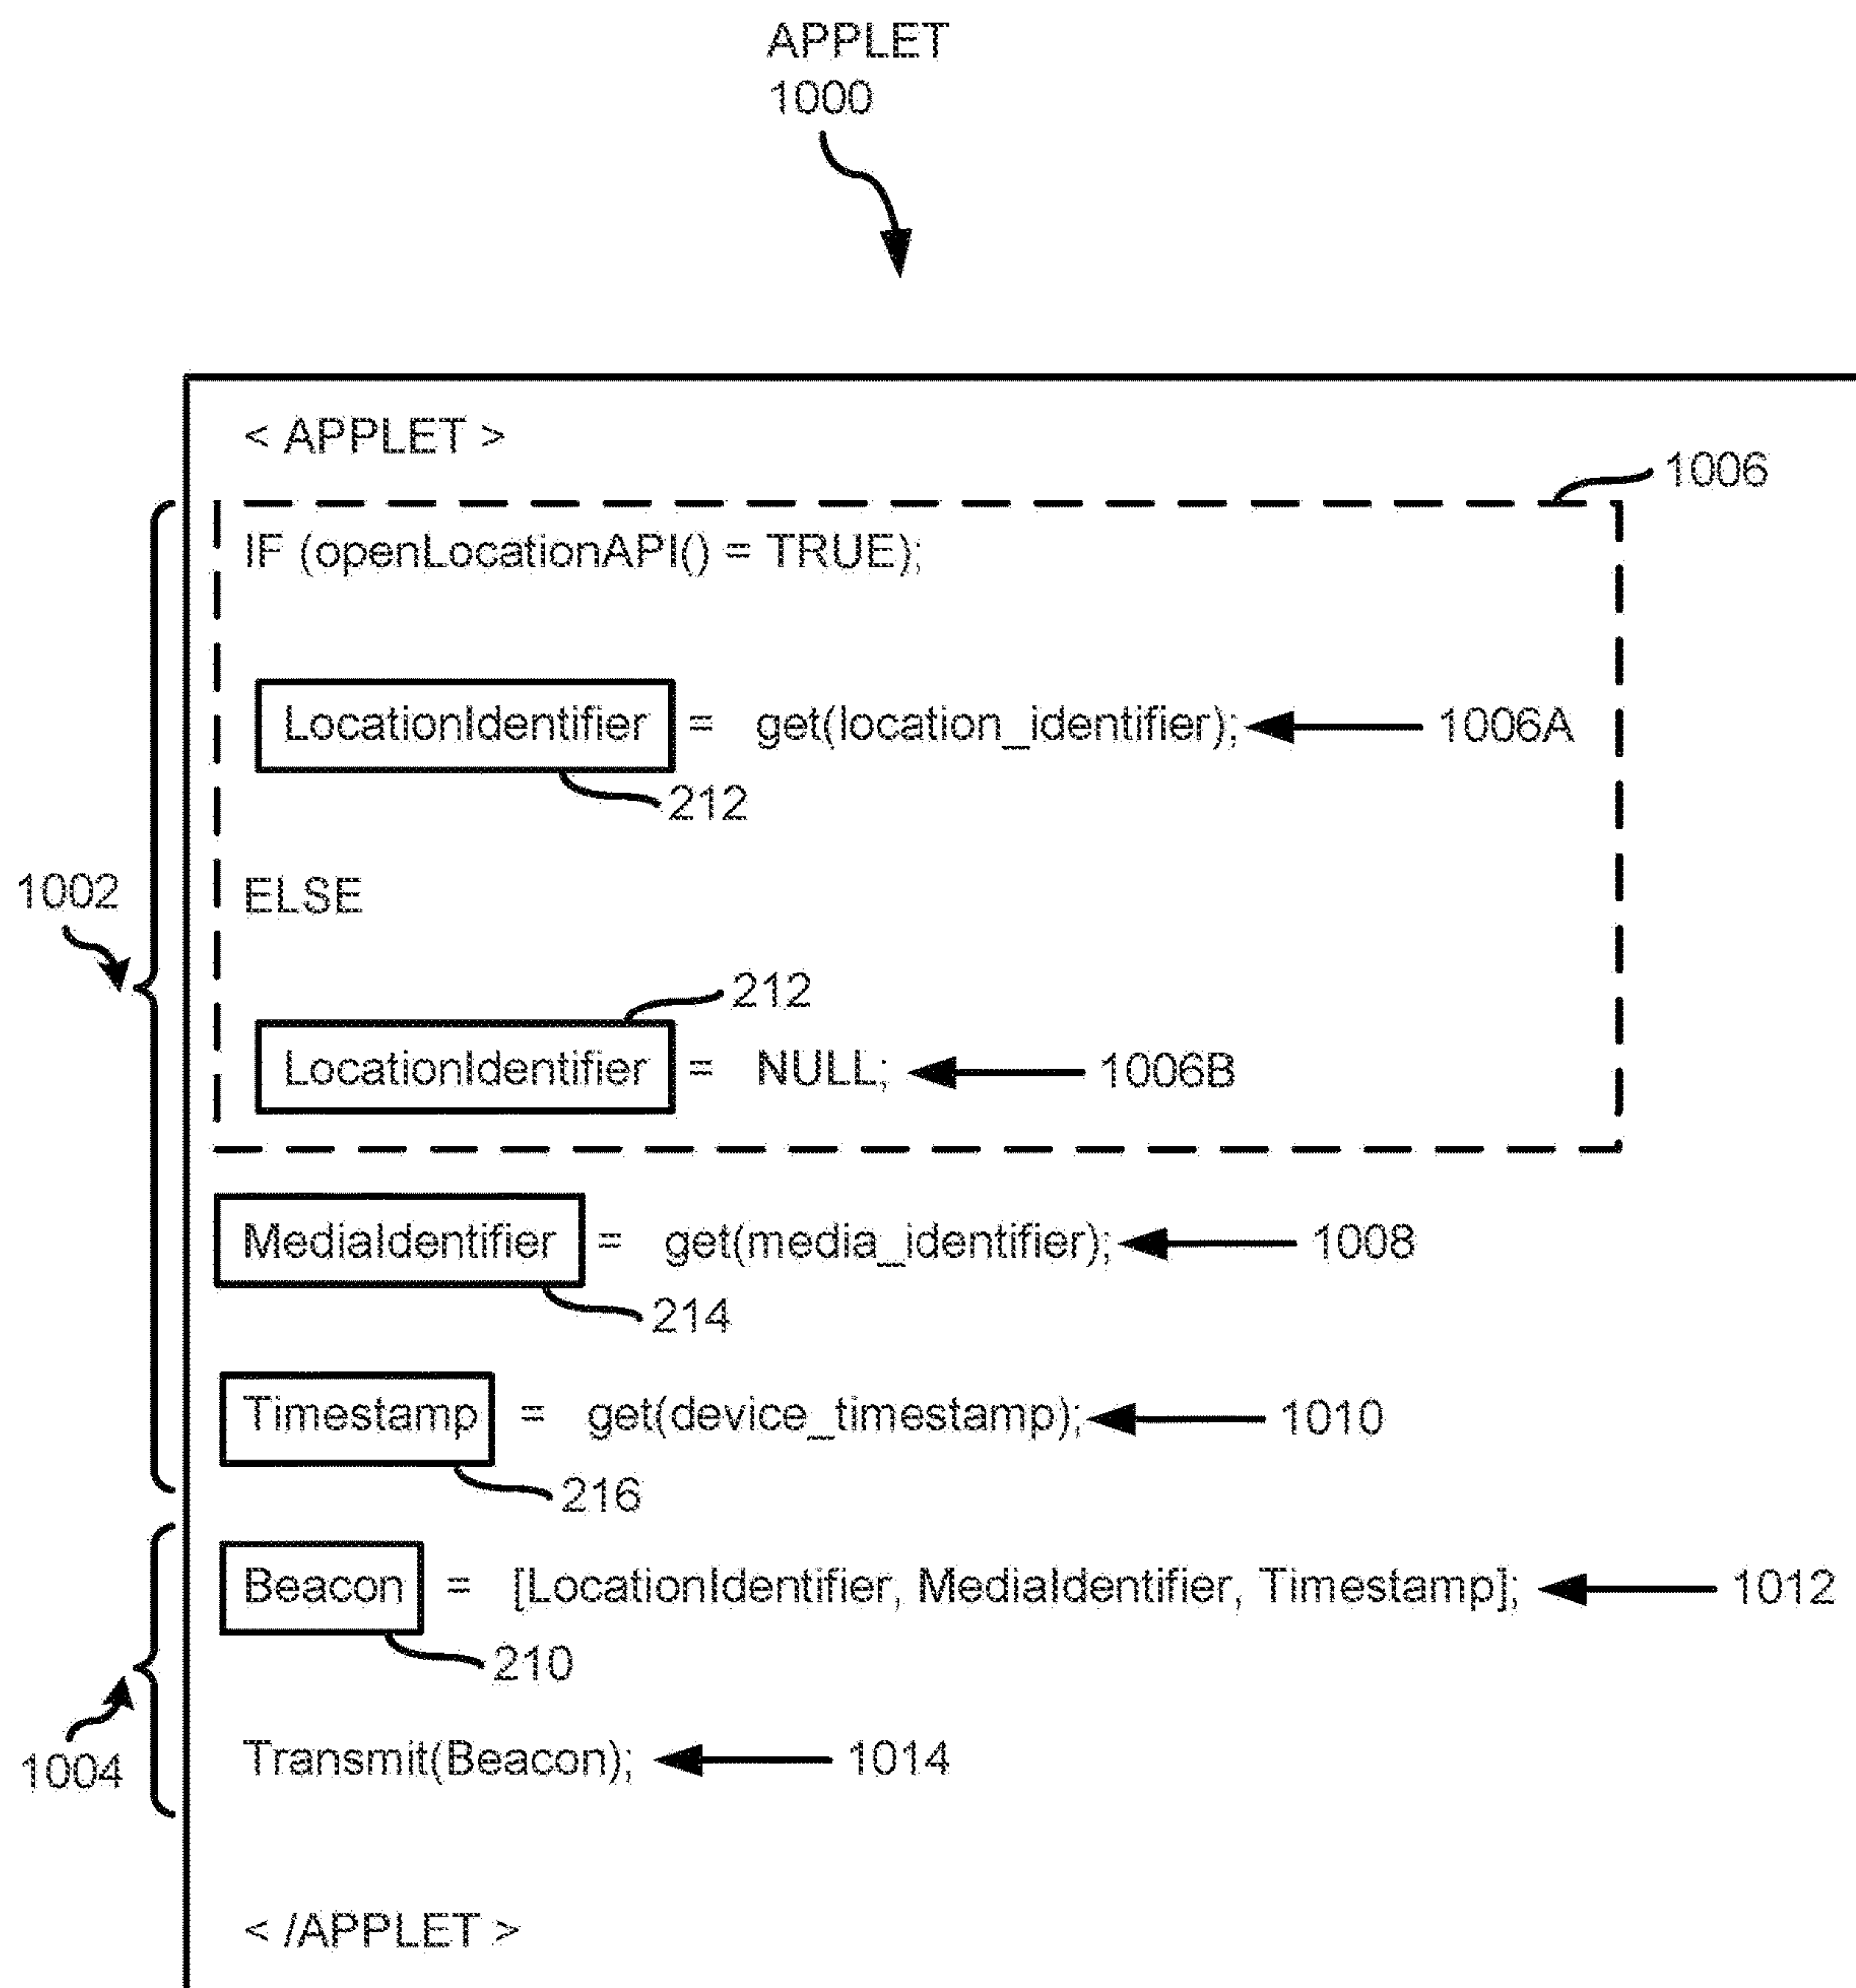 APPLET
1000
< APPLET >
1006
IF (openLocationAPI() = TRUE);
LocationIdentifier = get(location_identifier); 1006A
212
1002
ELSE
212
LocationIdentifier = NULL; 1006B
MediaIdentifier = get(media_identifier); 1008
214
Timestamp = get(device_timestamp); 1010
216
Beacon = [LocationIdentifier, MediaIdentifier, Timestamp]; 1012
210
Transmit(Beacon); 1014
1004
< /APPLET >